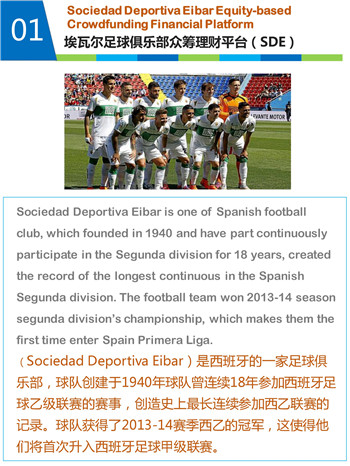 01
Sociedad Deportiva Eibar Equity-based
Crowdfunding Financial Platform
埃瓦尔足球俱乐部众筹理财平台（SDE）
LEVANTE MOTOR
Sociedad Deportiva Eibar is one of Spanish football
club, which founded in 1940 and have part continuously
participate in the Segunda division for 18 years, created
the record of the longest continuous in the Spanish
Segunda division. The football team won 2013-14 season
segunda division's championship, which makes them the
first time enter Spain Primera Liga.
（Sociedad Deportiva Eibar）是西班牙的一家足球俱
乐部，球队创建于1940年球队曾连续18年参加西班牙足
球乙级联赛的赛事，创造史上最长连续参加西乙联赛的
记录。球队获得了2013-14赛季西乙的冠军，这使得他
们将首次升入西班牙足球甲级联赛。